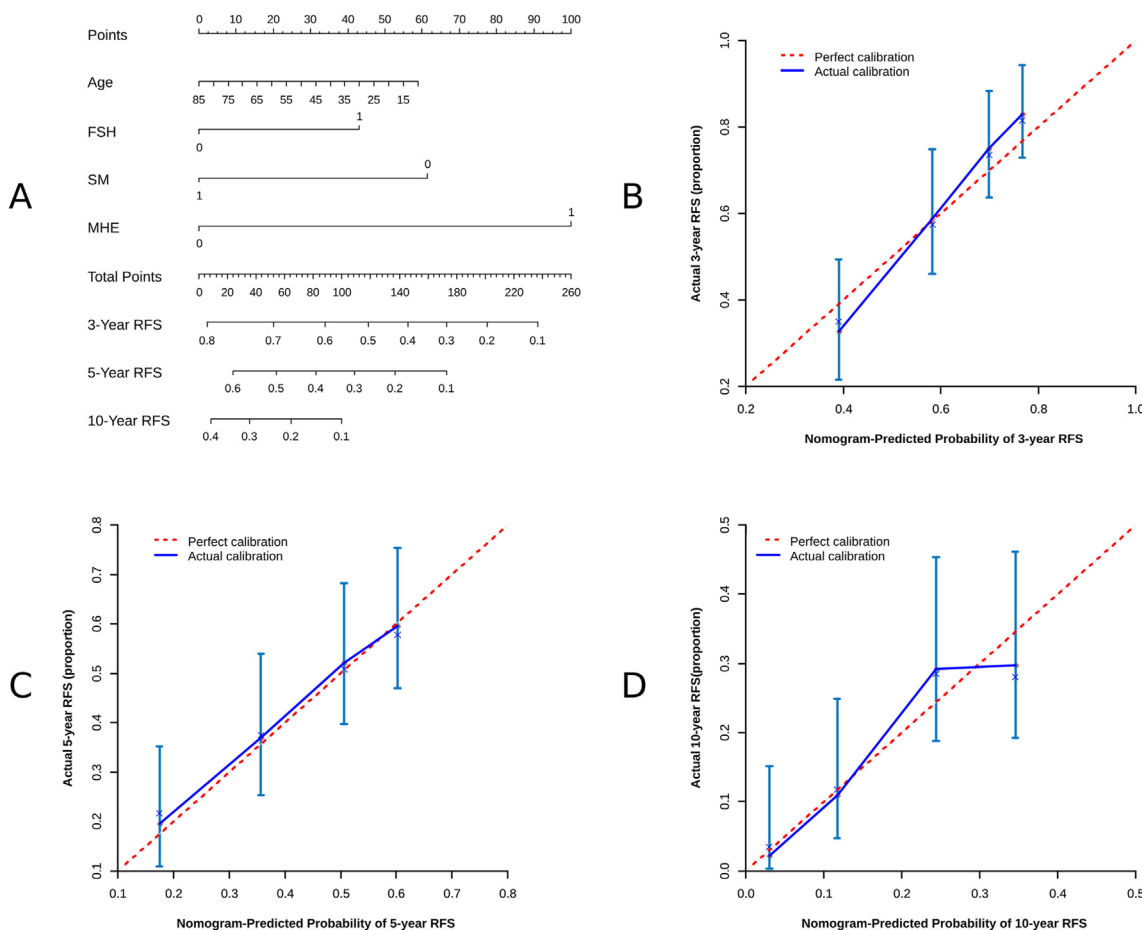 A
Points
0 10 20 30 40 50 60 70 80 90 100
Age
85 75 65 55 45 35 25 15
FSH
1
0
SM
0
1
MHE
1
0
Total Points
0 20 40 60 80 100 120 140 160 180 200 220 240 260
3-Year RFS
0.8 0.7 0.6 0.5 0.4 0.3 0.2 0.1
5-Year RFS
0.6 0.5 0.4 0.3 0.2 0.1
10-Year RFS
0.4 0.3 0.2 0.1
B
Perfect calibration
Actual calibration
Actual 3-year RFS (proportion)
1.0
0.8
0.6
0.4
0.2
0.2 0.4 0.6 0.8 1.0
Nomogram-Predicted Probability of 3-year RFS
C
Perfect calibration
Actual calibration
Actual 5-year RFS (proportion)
0.8
0.7
0.6
0.5
0.4
0.3
0.2
0.1
0.1 0.2 0.3 0.4 0.5 0.6 0.7 0.8
Nomogram-Predicted Probability of 5-year RFS
D
Perfect calibration
Actual calibration
Actual 10-year RFS(proportion)
0.5
0.4
0.3
0.2
0.1
0.0
0.0 0.1 0.2 0.3 0.4 0.5
Nomogram-Predicted Probability of 10-year RFS